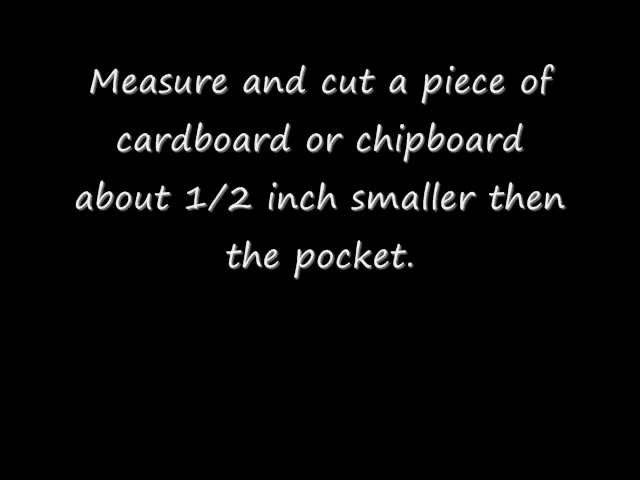 Measure and cut a piece of
cardboard or chipboard
about 1/2 inch smaller then
the pocket.